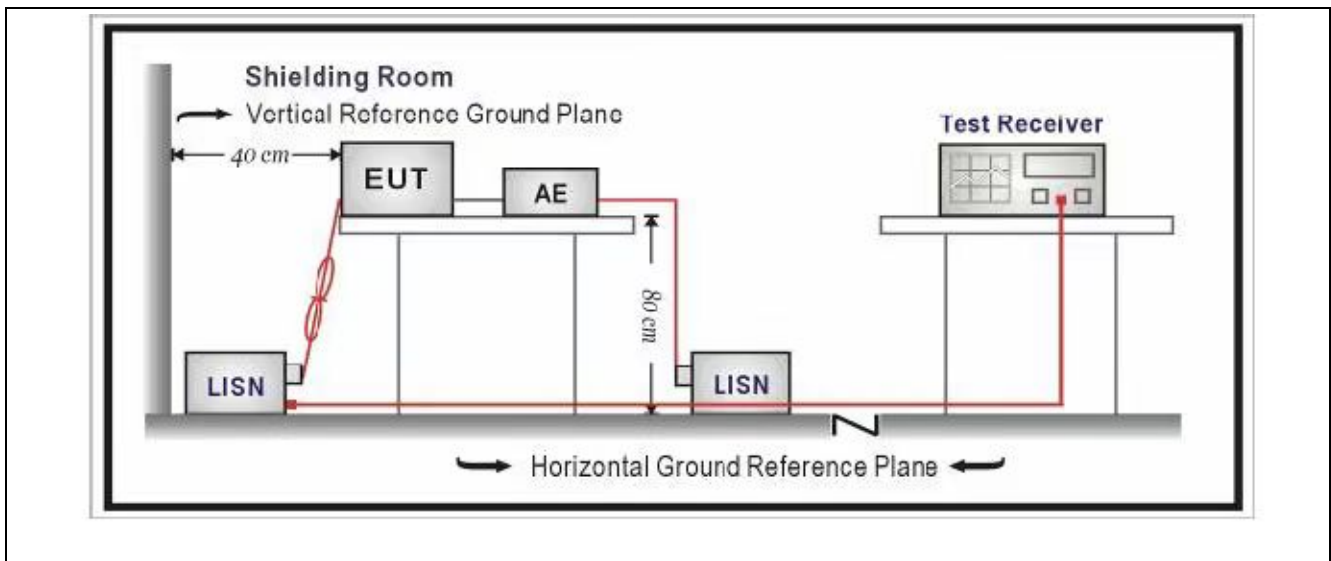 Shielding Room
Vertical Reference Ground Plane
40 cm
EUT
AE
Test Receiver
80 cm
LISN
LISN
Horizontal Ground Reference Plane